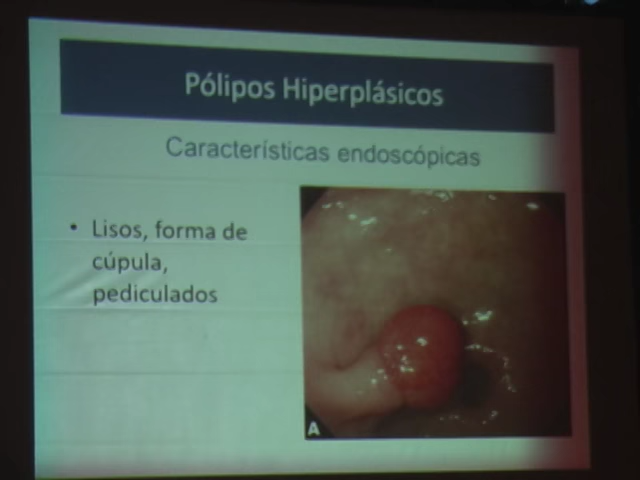 Pólipos Hiperplásicos
Características endoscópicas
• Lisos, forma de
cúpula,
pediculados
A